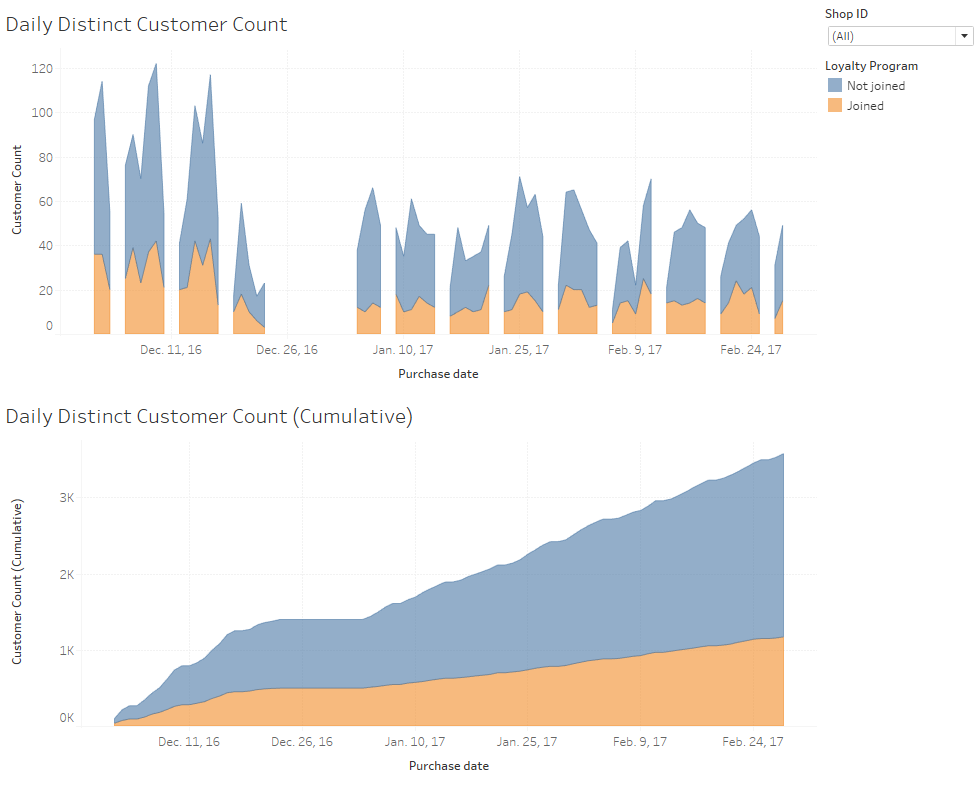 Daily Distinct Customer Count
Shop ID
(All)
Loyalty Program
Not joined
Joined
Customer Count
120
100
80
60
40
20
0
Dec. 11, 16
Dec. 26, 16
Jan. 10, 17
Jan. 25, 17
Feb. 9, 17
Feb. 24, 17
Purchase date
Daily Distinct Customer Count (Cumulative)
Customer Count (Cumulative)
3K
2K
1K
0K
Dec. 11, 16
Dec. 26, 16
Jan. 10, 17
Jan. 25, 17
Feb. 9, 17
Feb. 24, 17
Purchase date